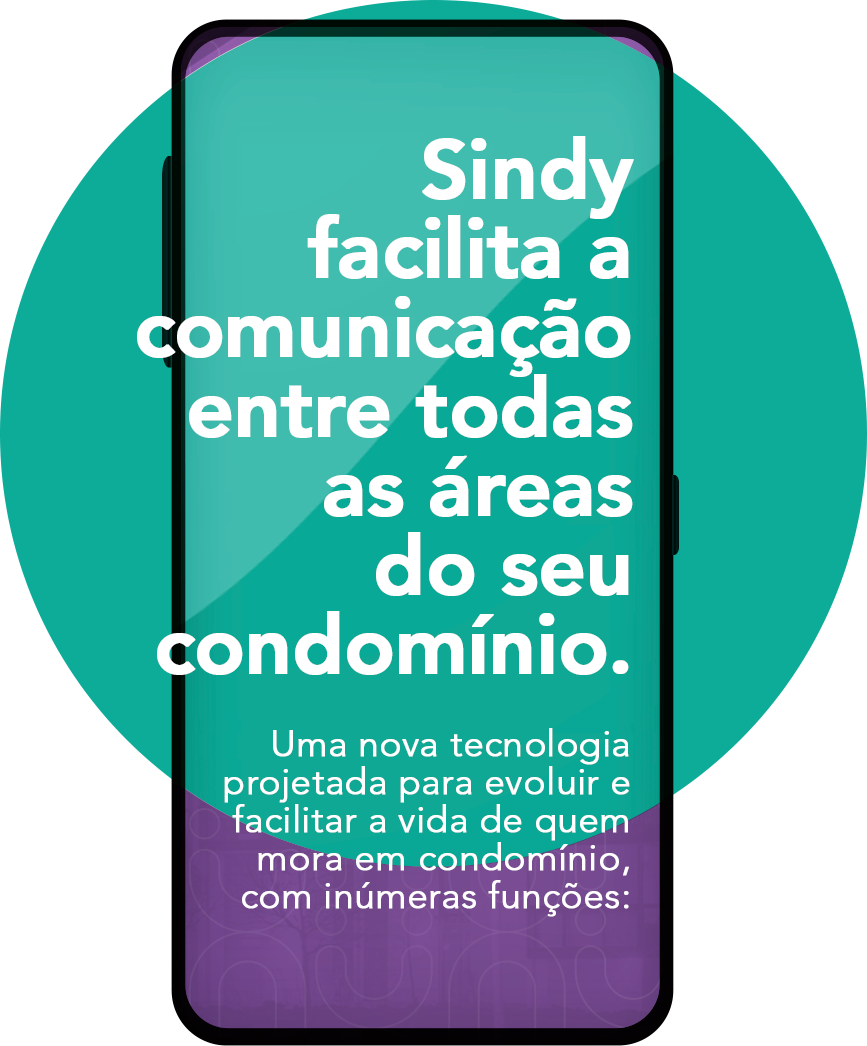 Sindy
facilita a
comunicação
entre todas
as áreas
do seu
condomínio.
Uma nova tecnologia
projetada para evoluir e
facilitar a vida de quem
mora em condomínio,
com inúmeras funções: